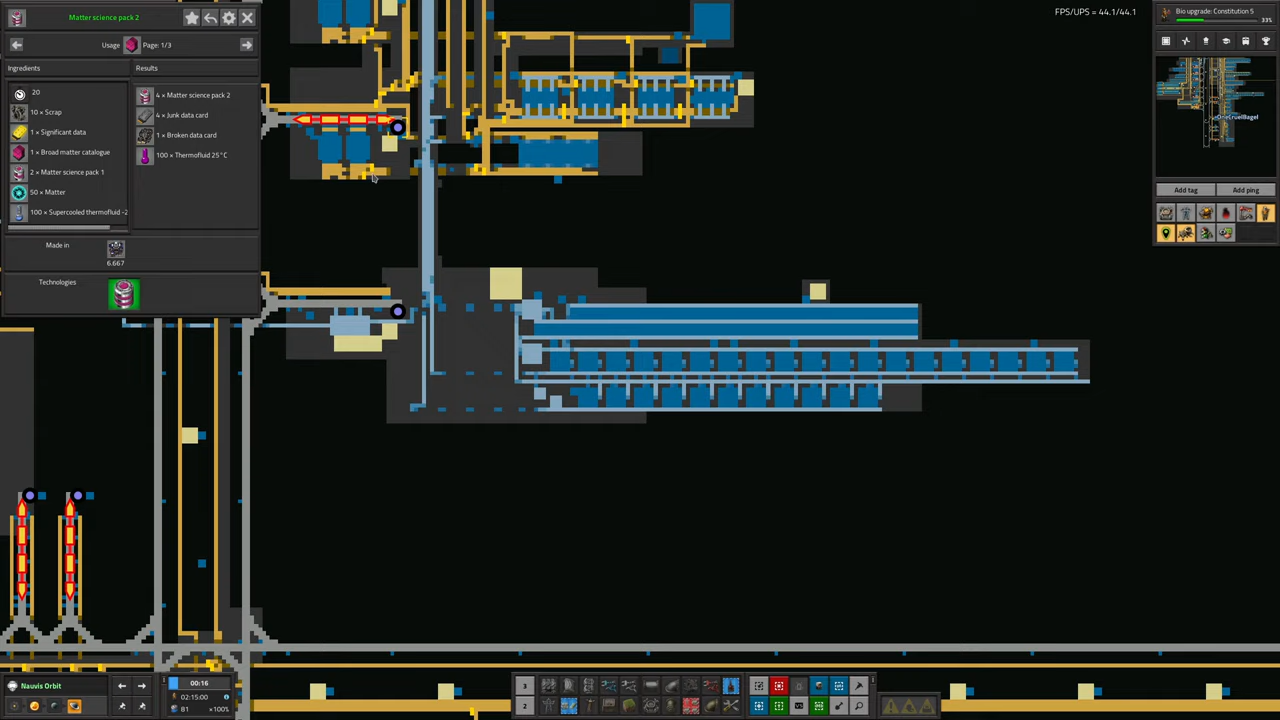 Matter science pack 2
Usage
Page: 1/3
Ingredients
Results
20
10 × Scrap
1 × Significant data
1 × Broad matter catalogue
2 × Matter science pack 1
50 × Matter
100 × Supercooled thermofluid -2
4 × Matter science pack 2
4 × Junk data card
1 × Broken data card
100 × Thermofluid 25°C
Made in
6.667
Technologies
FPS/UPS = 44.1/44.1
Bio upgrade: Constitution 5
33%
OneCruelBagel
Add tag
Add ping
Nauvis Orbit
00:16
02:15:00
81
×100%
3
2